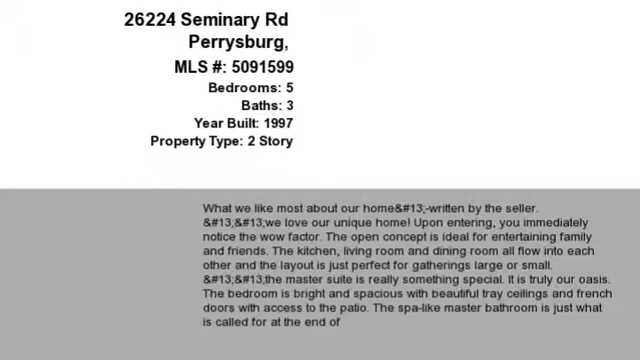 26224 Seminary Rd
Perrysburg,
MLS #: 5091599
Bedrooms: 5
Baths: 3
Year Built: 1997
Property Type: 2 Story
What we like most about our home&#13;-written by the seller.
&#13;&#13;we love our unique home! Upon entering, you immediately
notice the wow factor. The open concept is ideal for entertaining family
and friends. The kitchen, living room and dining room all flow into each
other and the layout is just perfect for gatherings large or small.
&#13;&#13;the master suite is really something special. It is truly our oasis.
The bedroom is bright and spacious with beautiful tray ceilings and french
doors with access to the patio. The spa-like master bathroom is just what
is called for at the end of